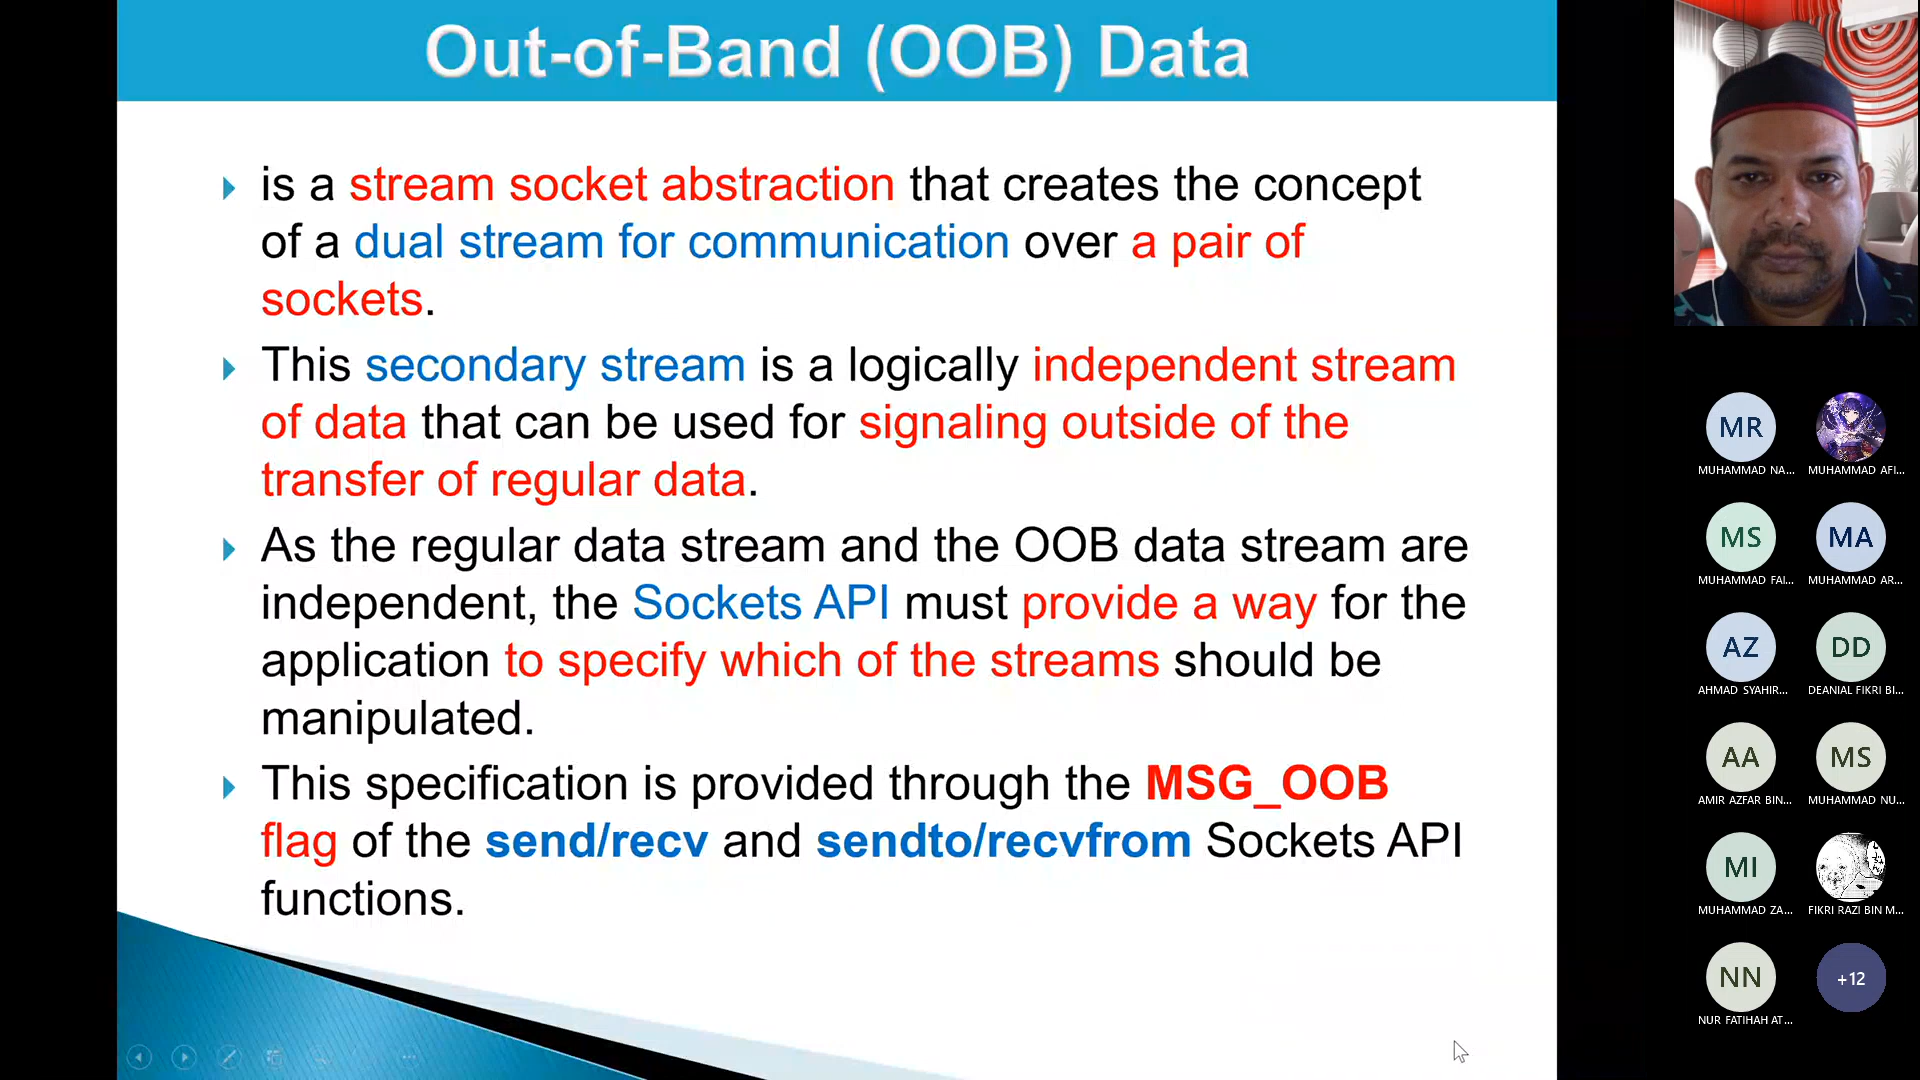 Out-of-Band (OOB) Data
is a stream socket abstraction that creates the concept
of a dual stream for communication over a pair of
sockets.
This secondary stream is a logically independent stream
of data that can be used for signaling outside of the
transfer of regular data.
As the regular data stream and the OOB data stream are
independent, the Sockets API must provide a way for the
application to specify which of the streams should be
manipulated.
This specification is provided through the MSG_OOB
flag of the send/recv and sendto/recvfrom Sockets API
functions.
MR
MUHAMMAD NA...
MUHAMMAD AFI...
MS
MA
MUHAMMAD FAI...
MUHAMMAD AR...
AZ
DD
AHMAD SYAHIR...
DEANIAL FIKRI BI...
AA
MS
AMIR AZFAR BIN...
MUHAMMAD NU...
MI
MUHAMMAD ZA...
FIKRI RAZI BIN M...
NN
+12
NUR FATIHAH AT...